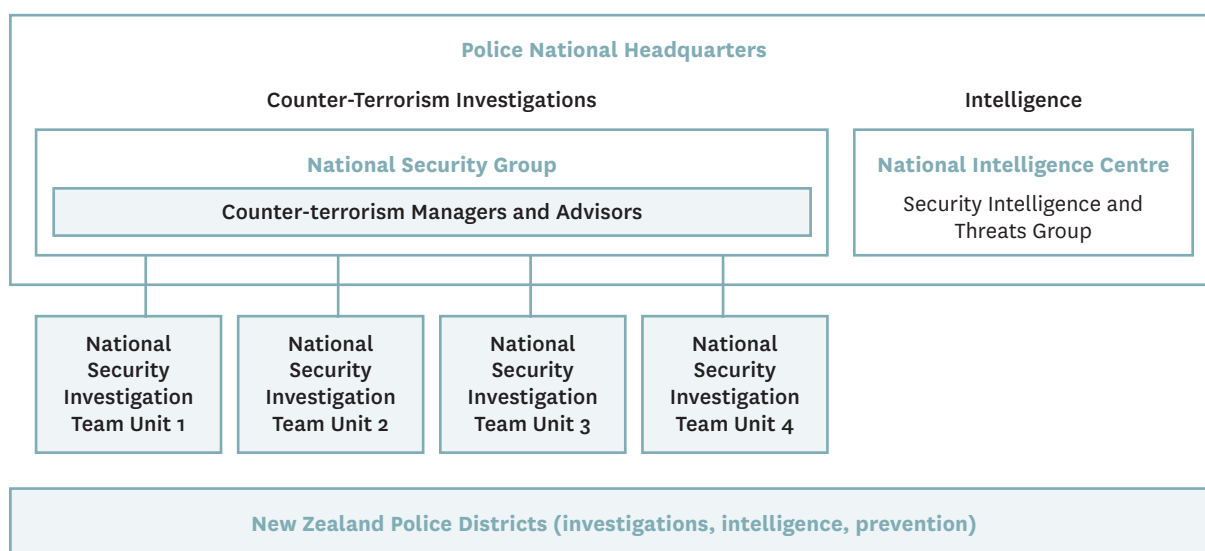 Police National Headquarters
Counter-Terrorism Investigations
National Security Group
Counter-terrorism Managers and Advisors
Intelligence
National Intelligence Centre
Security Intelligence and
Threats Group
National
Security
Investigation
Team Unit 1
National
Security
Investigation
Team Unit 2
National
Security
Investigation
Team Unit 3
National
Security
Investigation
Team Unit 4
New Zealand Police Districts (investigations, intelligence, prevention)